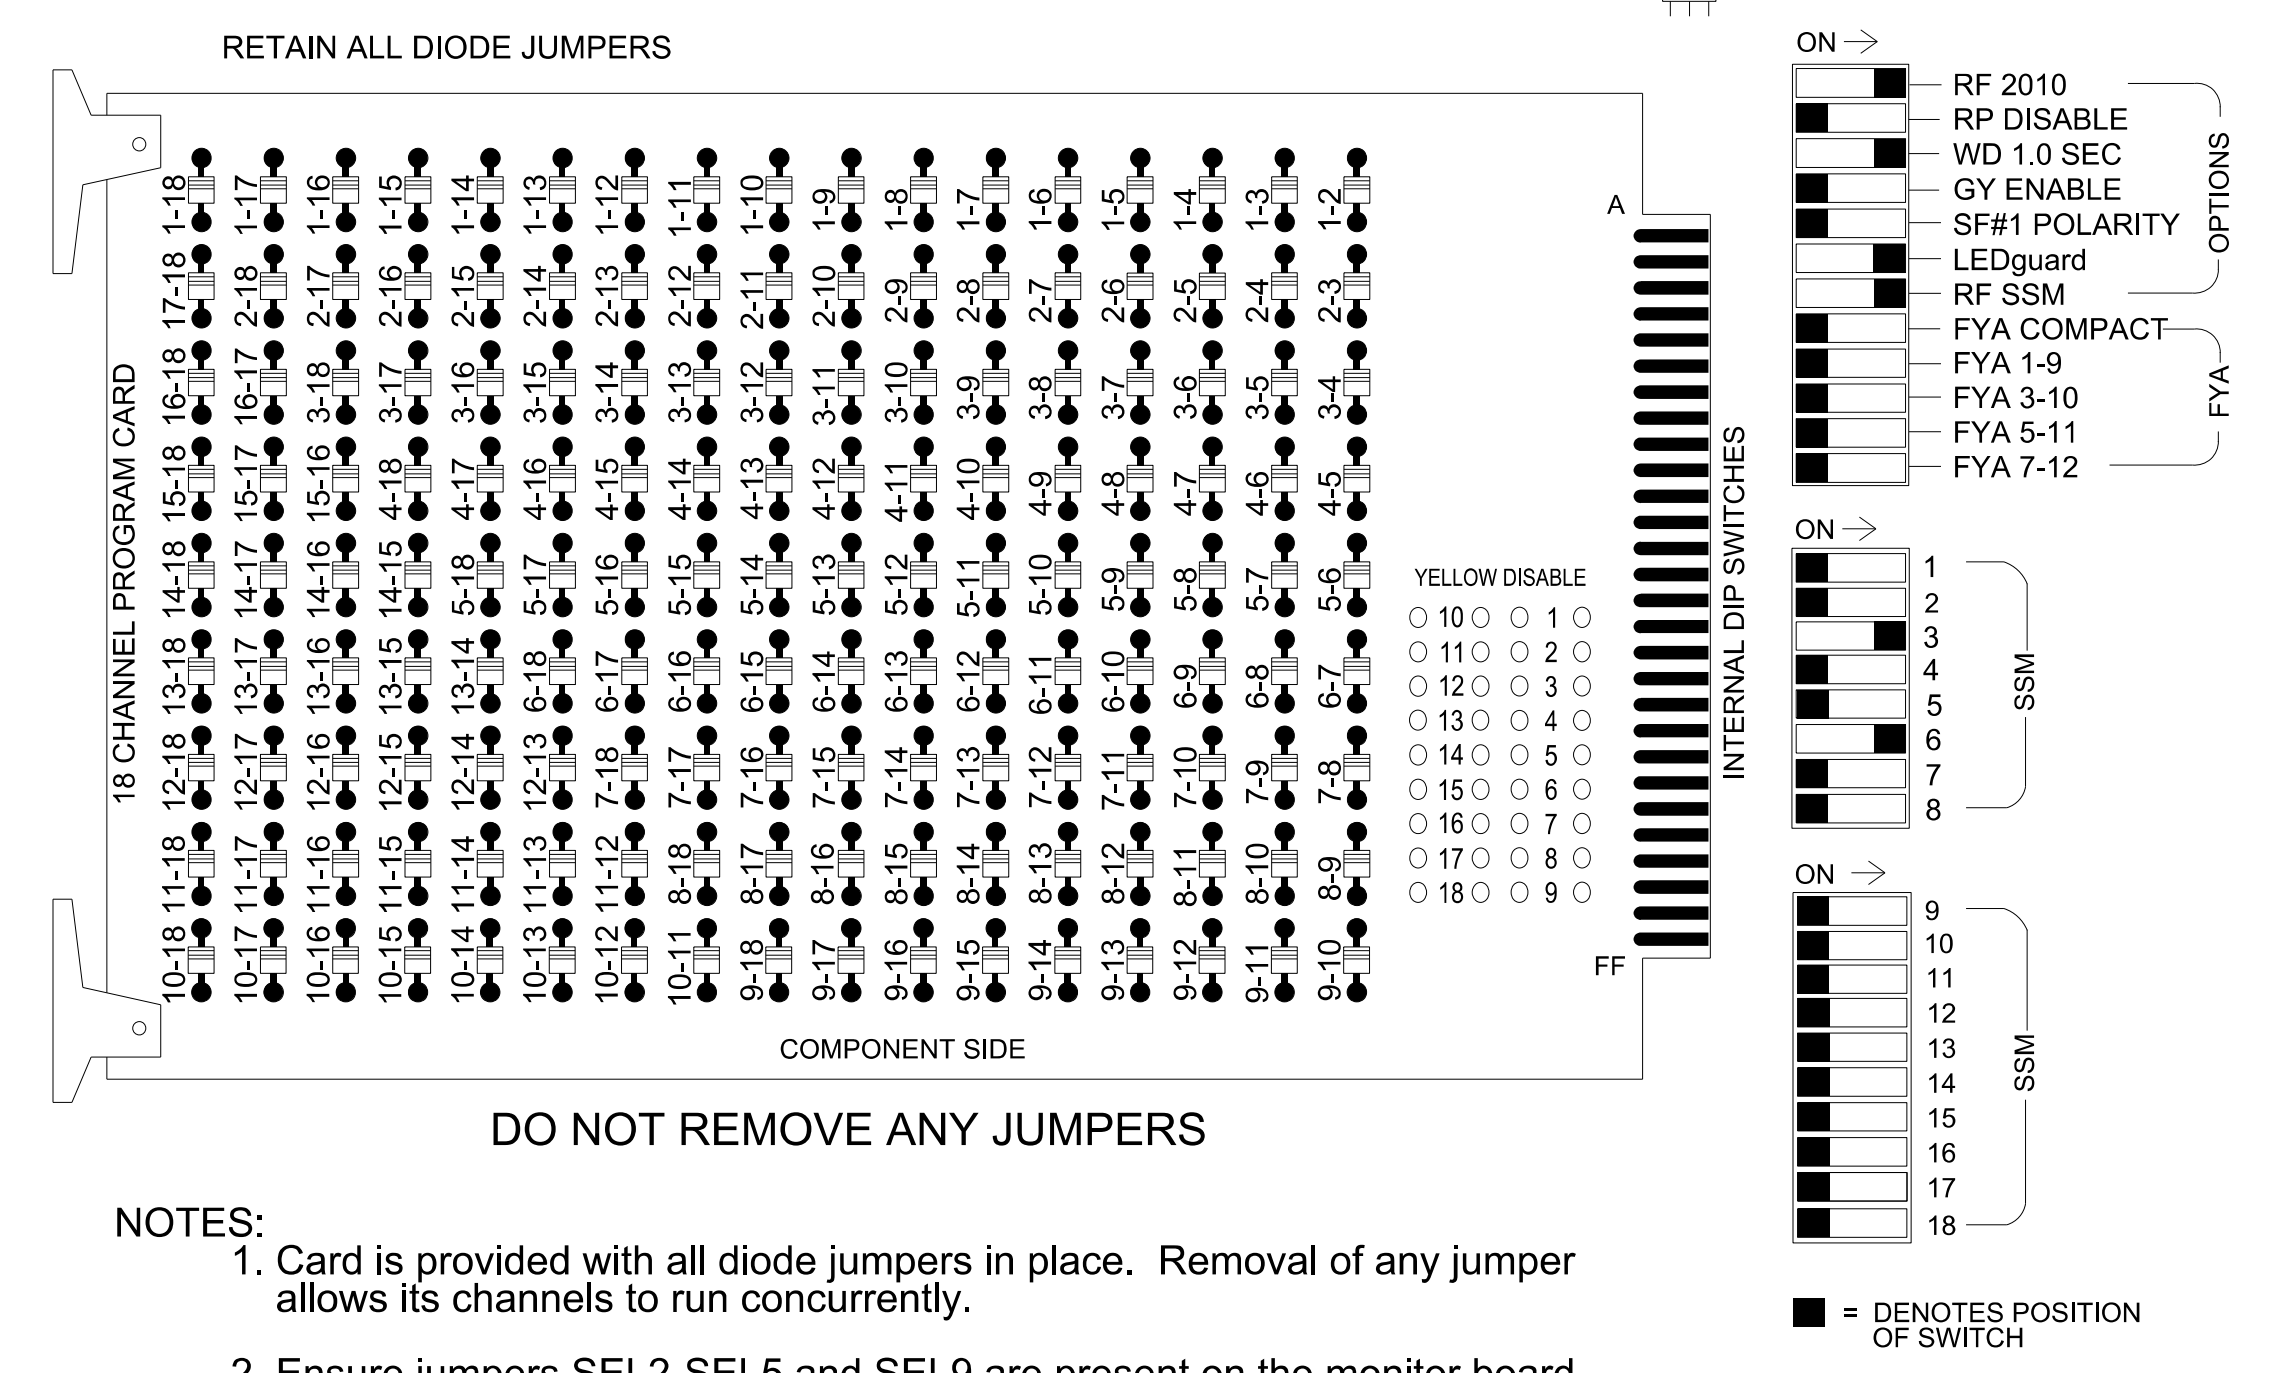 RETAIN ALL DIODE JUMPERS
18 CHANNEL PROGRAM CARD
1-18 1-17 1-16 1-15 1-14 1-13 1-12 1-11 1-10 1-9 1-8 1-7 1-6 1-5 1-4 1-3 1-2
17-18 2-18 2-17 2-16 2-15 2-14 2-13 2-12 2-11 2-10 2-9 2-8 2-7 2-6 2-5 2-4 2-3
16-18 16-17 3-18 3-17 3-16 3-15 3-14 3-13 3-12 3-11 3-10 3-9 3-8 3-7 3-6 3-5 3-4
15-18 15-17 15-16 4-18 4-17 4-16 4-15 4-14 4-13 4-12 4-11 4-10 4-9 4-8 4-7 4-6 4-5
14-18 14-17 14-16 14-15 5-18 5-17 5-16 5-15 5-14 5-13 5-12 5-11 5-10 5-9 5-8 5-7 5-6
13-18 13-17 13-16 13-15 13-14 6-18 6-17 6-16 6-15 6-14 6-13 6-12 6-11 6-10 6-9 6-8 6-7
12-18 12-17 12-16 12-15 12-14 12-13 7-18 7-17 7-16 7-15 7-14 7-13 7-12 7-11 7-10 7-9 7-8
11-18 11-17 11-16 11-15 11-14 11-13 11-12 8-18 8-17 8-16 8-15 8-14 8-13 8-12 8-11 8-10 8-9
10-18 10-17 10-16 10-15 10-14 10-13 10-12 10-11 9-18 9-17 9-16 9-15 9-14 9-13 9-12 9-11 9-10
YELLOW DISABLE
10 1
11 2
12 3
13 4
14 5
15 6
16 7
17 8
18 9
A
FF
COMPONENT SIDE
INTERNAL DIP SWITCHES
ON
RF 2010
RP DISABLE
WD 1.0 SEC
GY ENABLE
SF#1 POLARITY
LEDguard
RF SSM
OPTIONS
FYA COMPACT
FYA 1-9
FYA 3-10
FYA 5-11
FYA 7-12
FYA
ON
1
2
3
4
5
6
7
8
SSM
ON
9
10
11
12
13
14
15
16
17
18
SSM
= DENOTES POSITION
OF SWITCH
DO NOT REMOVE ANY JUMPERS
NOTES:
1. Card is provided with all diode jumpers in place. Removal of any jumper
allows its channels to run concurrently.
2. Ensure jumpers SEL2-SEL5 and SEL9 are present on the monitor board